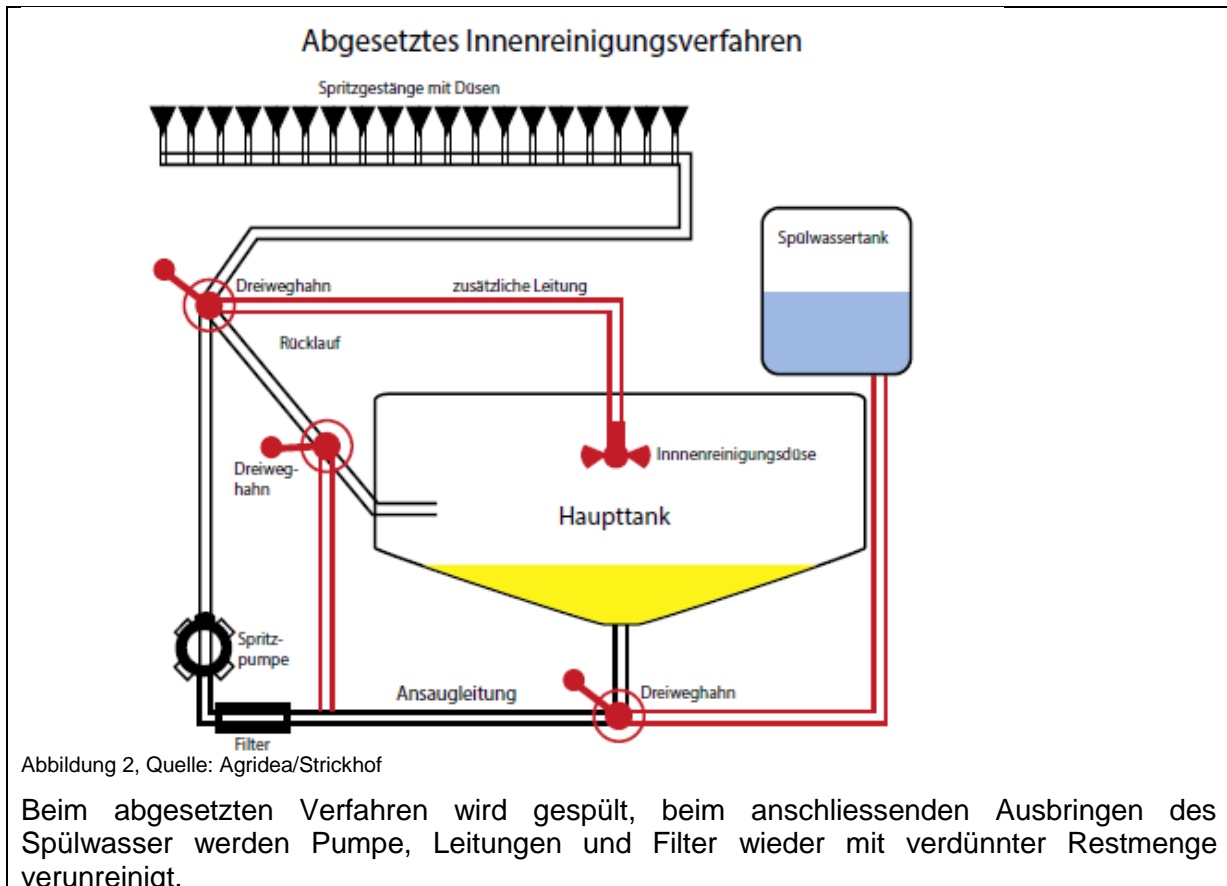 Abgesetztes Innenreinigungsverfahren
Spritzgestänge mit Düsen
Spülwassertank
Dreiweghahn
zusätzliche Leitung
Rücklauf
Dreiweg-
hahn
Innnenreinigungsdüse
Haupttank
Spritz-
pumpe
Ansaugleitung
Dreiweghahn
Filter
Abbildung 2, Quelle: Agridea/Strickhof
Beim abgesetzten Verfahren wird gespült, beim anschliessenden Ausbringen des
Spülwasser werden Pumpe, Leitungen und Filter wieder mit verdünnter Restmenge
verunreinigt.